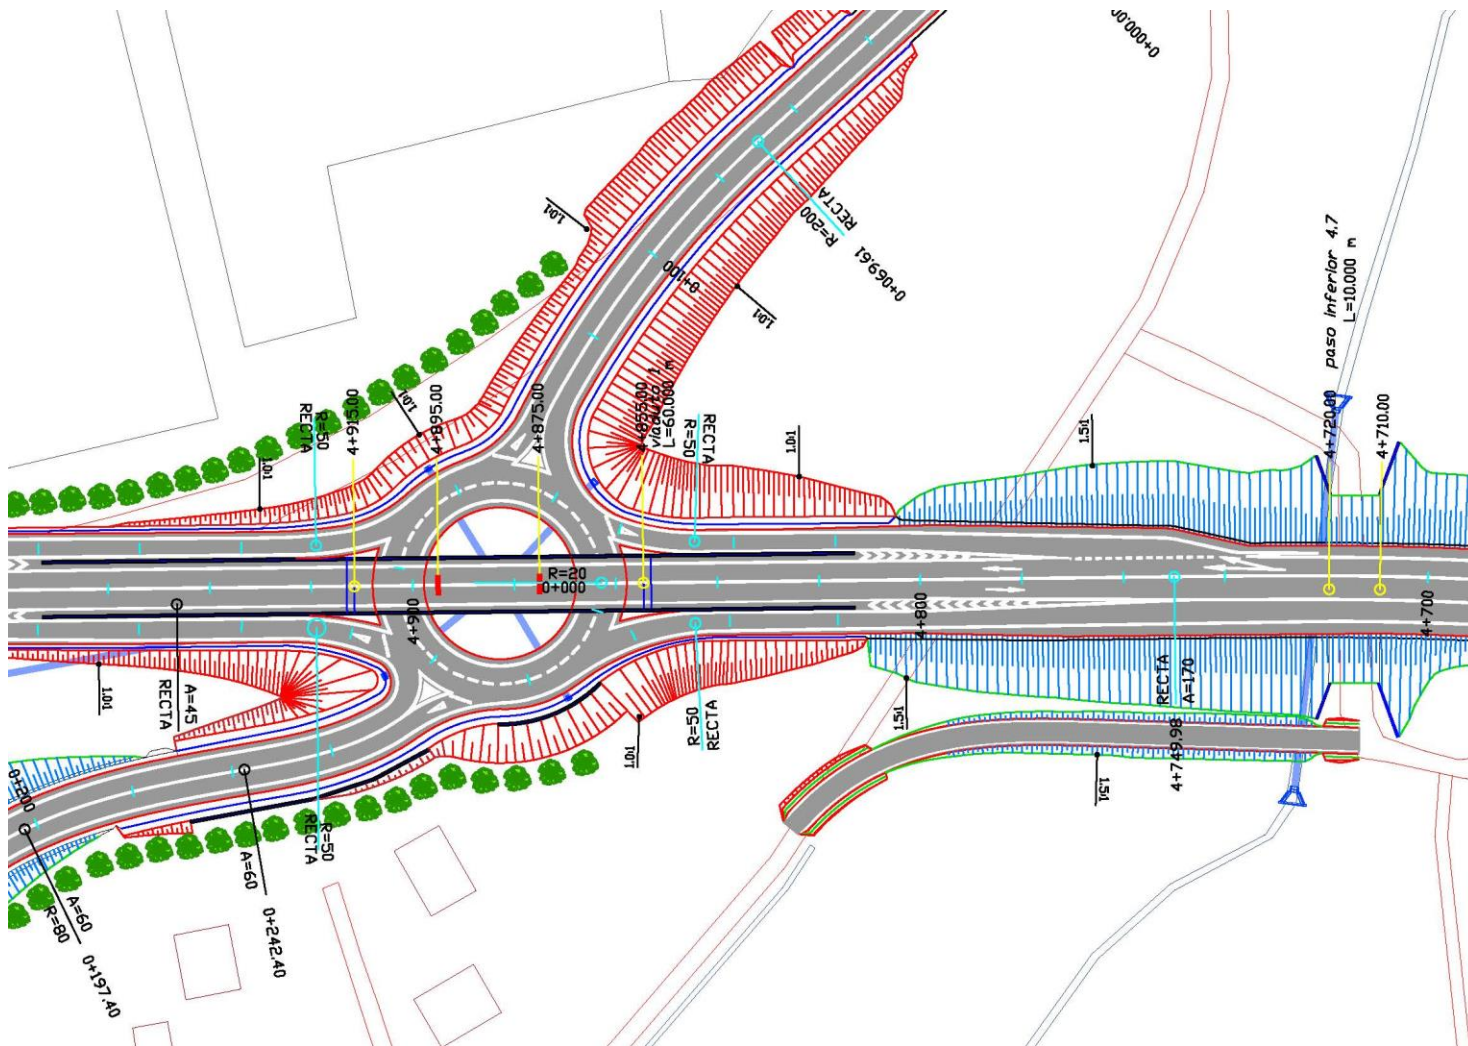 0+000.00
1.0:1
RECTA
R=200
0+069.61
0+100
1.0:1
paso inferior 4.7
L=10.000 m
1.0:1
R=50
RECTA
4+915.00
4+895.00
4+875.00
4+855.00
viaducto 1
L=60.000 m
RECTA
R=50
1.0:1
1.0:1
1.5:1
4+720.00
4+710.00
R=20
0+000
4+900
4+800
4+700
1.0:1
A=45
RECTA
R=50
RECTA
1.0:1
1.5:1
RECTA
A=170
4+749.98
1.5:1
0+200
R=50
RECTA
A=60
0+242.40
A=60
R=80
0+197.40